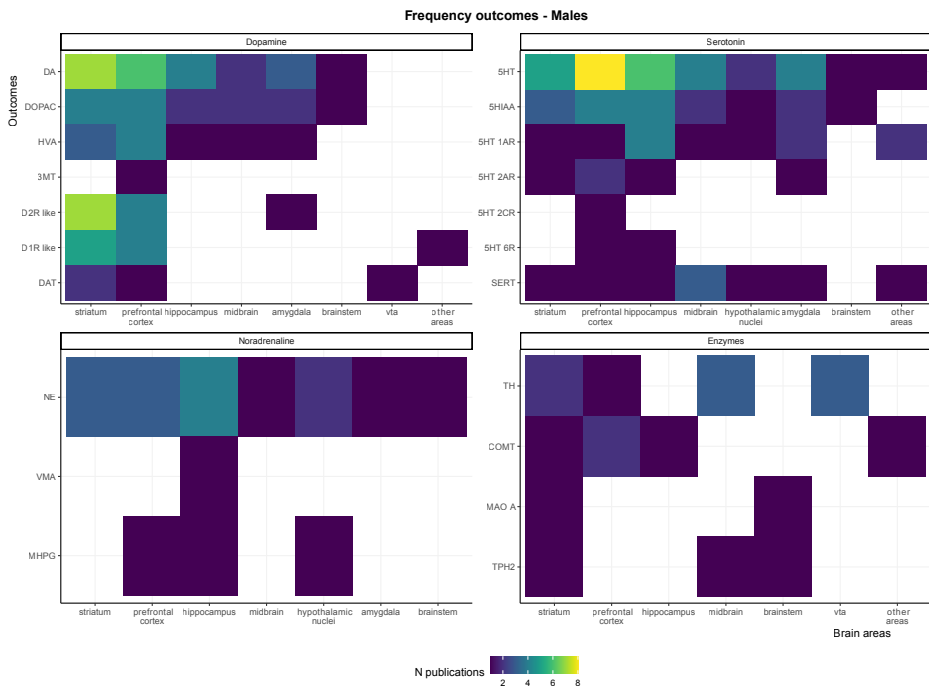 Frequency outcomes - Males
Dopamine
Outcomes
DA
DOPAC
HVA
3MT
D2R like
D1R like
DAT
striatum prefrontal cortex hippocampus midbrain amygdala brainstem vta other areas
Serotonin
5HT
5HIAA
5HT 1AR
5HT 2AR
5HT 2CR
5HT 6R
SERT
striatum prefrontal cortex hippocampus midbrain hypothalamic nuclei amygdala brainstem other areas
Noradrenaline
NE
VMA
MHPG
striatum prefrontal cortex hippocampus midbrain hypothalamic nuclei amygdala brainstem
Enzymes
TH
COMT
MAO A
TPH2
striatum prefrontal cortex hippocampus midbrain brainstem vta other areas
Brain areas
N publications
2 4 6 8